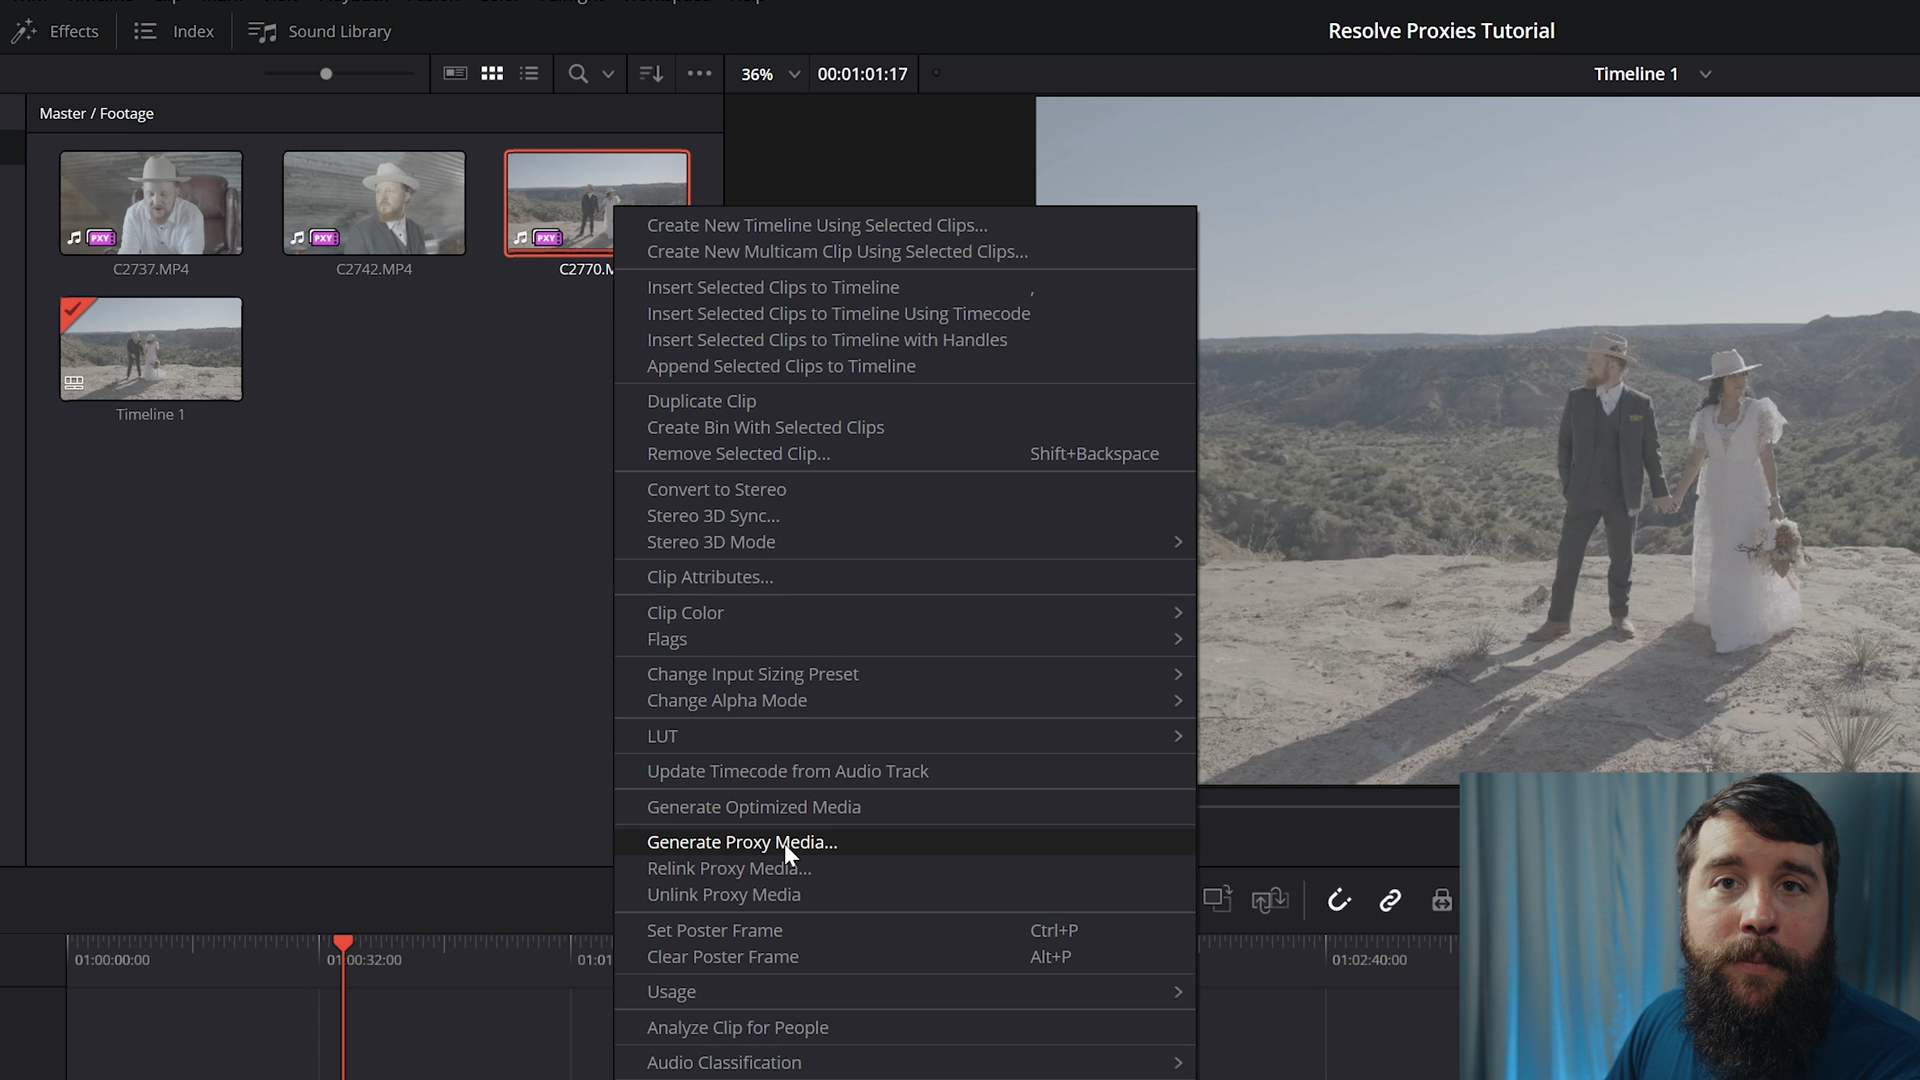 Effects
Index
Sound Library
Resolve Proxies Tutorial
36%
00:01:01:17
Timeline 1
Master / Footage
PXY
C2737.MP4
PXY
C2742.MP4
PXY
C2770.M
Timeline 1
Create New Timeline Using Selected Clips...
Create New Multicam Clip Using Selected Clips...
Insert Selected Clips to Timeline ,
Insert Selected Clips to Timeline Using Timecode
Insert Selected Clips to Timeline with Handles
Append Selected Clips to Timeline
Duplicate Clip
Create Bin With Selected Clips
Remove Selected Clip... Shift+Backspace
Convert to Stereo
Stereo 3D Sync...
Stereo 3D Mode
Clip Attributes...
Clip Color
Flags
Change Input Sizing Preset
Change Alpha Mode
LUT
Update Timecode from Audio Track
Generate Optimized Media
Generate Proxy Media...
Relink Proxy Media...
Unlink Proxy Media
Set Poster Frame Ctrl+P
Clear Poster Frame Alt+P
Usage
Analyze Clip for People
Audio Classification
01:00:00:00
01:00:32:00
01:01
01:02:40:00